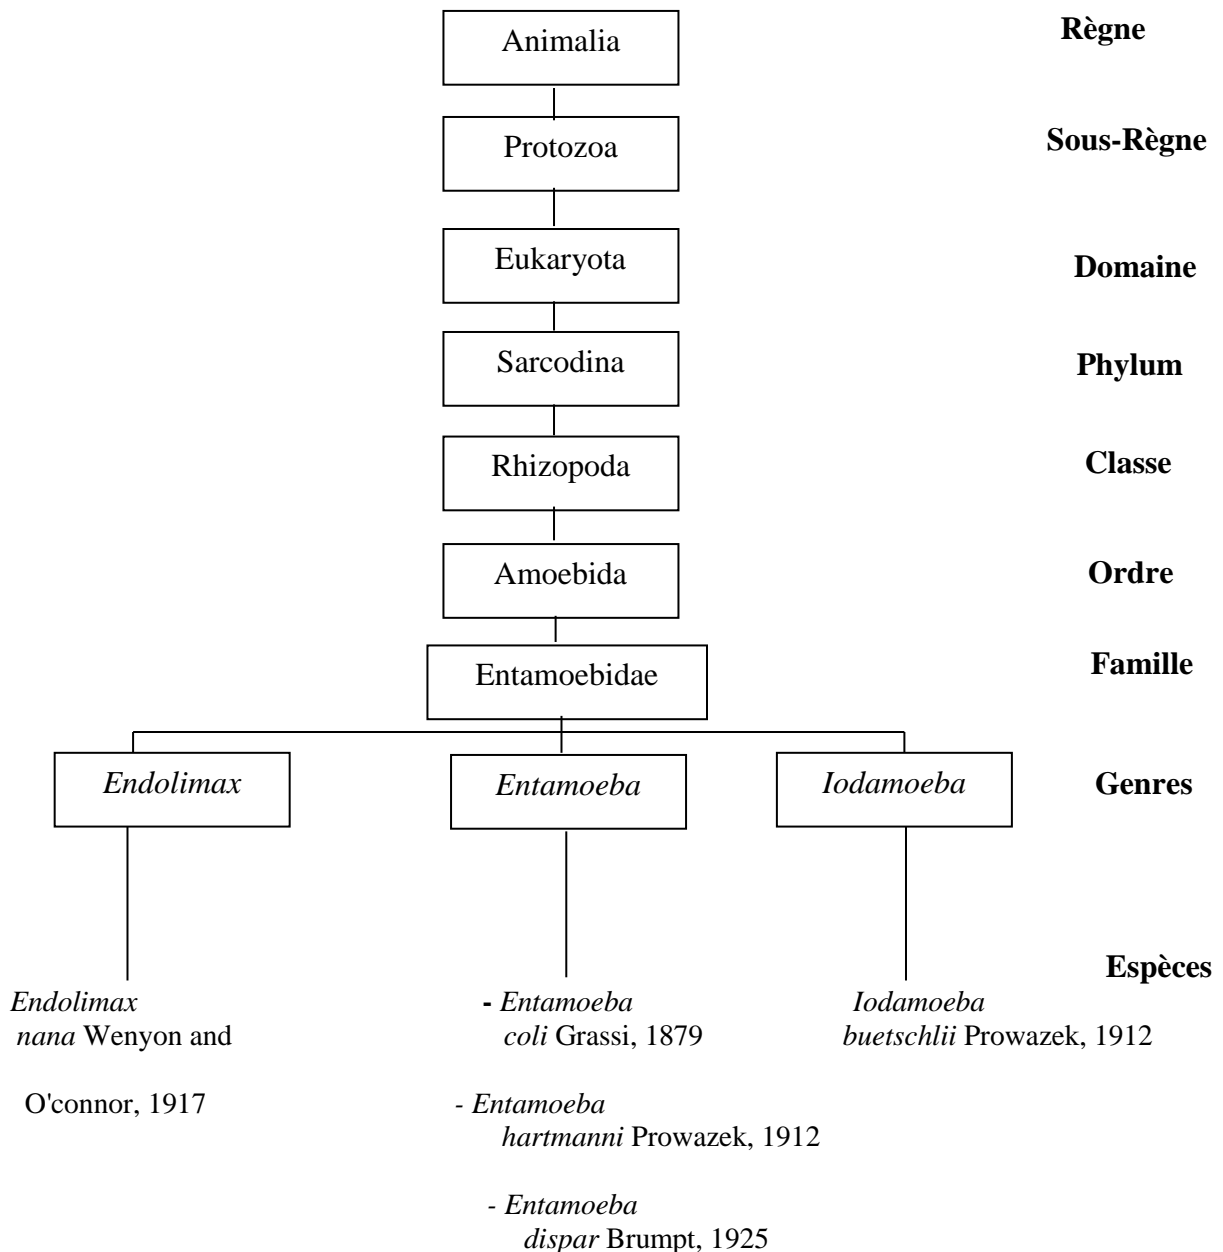 Animalia Règne
Protozoa Sous-Règne
Eukaryota Domaine
Sarcodina Phylum
Rhizopoda Classe
Amoebida Ordre
Entamoebidae Famille
Endolimax Entamoeba Iodamoeba Genres
Espèces
Endolimax
nana Wenyon and
O'connor, 1917
- Entamoeba
coli Grassi, 1879
- Entamoeba
hartmanni Prowazek, 1912
- Entamoeba
dispar Brumpt, 1925
Iodamoeba
buetschlii Prowazek, 1912